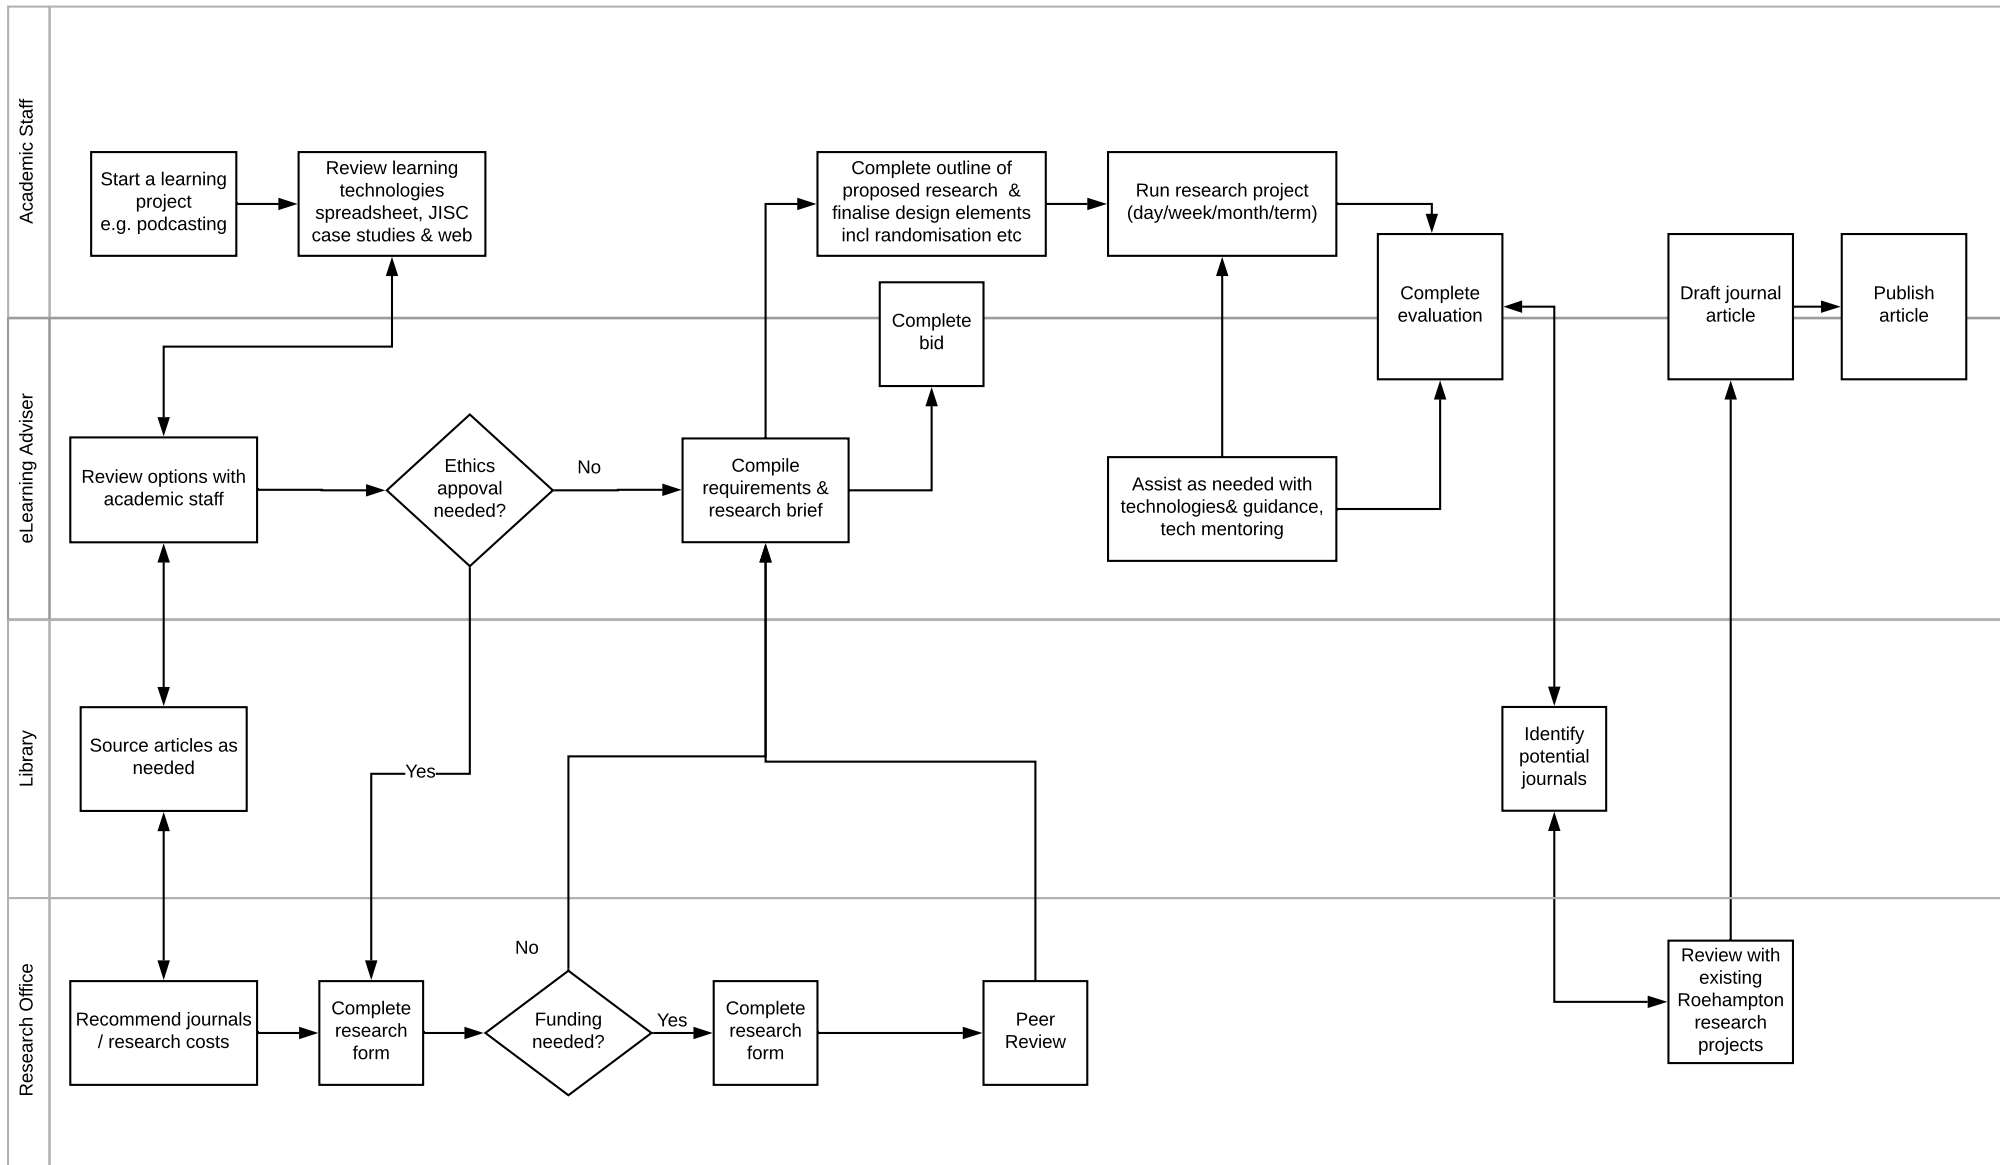 Academic Staff
Start a learning
project
e.g. podcasting
Review learning
technologies
spreadsheet, JISC
case studies & web
Complete outline of
proposed research  &
finalise design elements
incl randomisation etc
Run research project
(day/week/month/term)
Complete
evaluation
Draft journal
article
Publish
article
Complete
bid
eLearning Adviser
Review options with
academic staff
Ethics
appoval
needed?
No
Compile
requirements &
research brief
Assist as needed with
technologies& guidance,
tech mentoring
Library
Source articles as
needed
Yes
Identify
potential
journals
Research Office
Recommend journals
/ research costs
Complete
research
form
No
Funding
needed?
Yes
Complete
research
form
Peer
Review
Review with
existing
Roehampton
research
projects